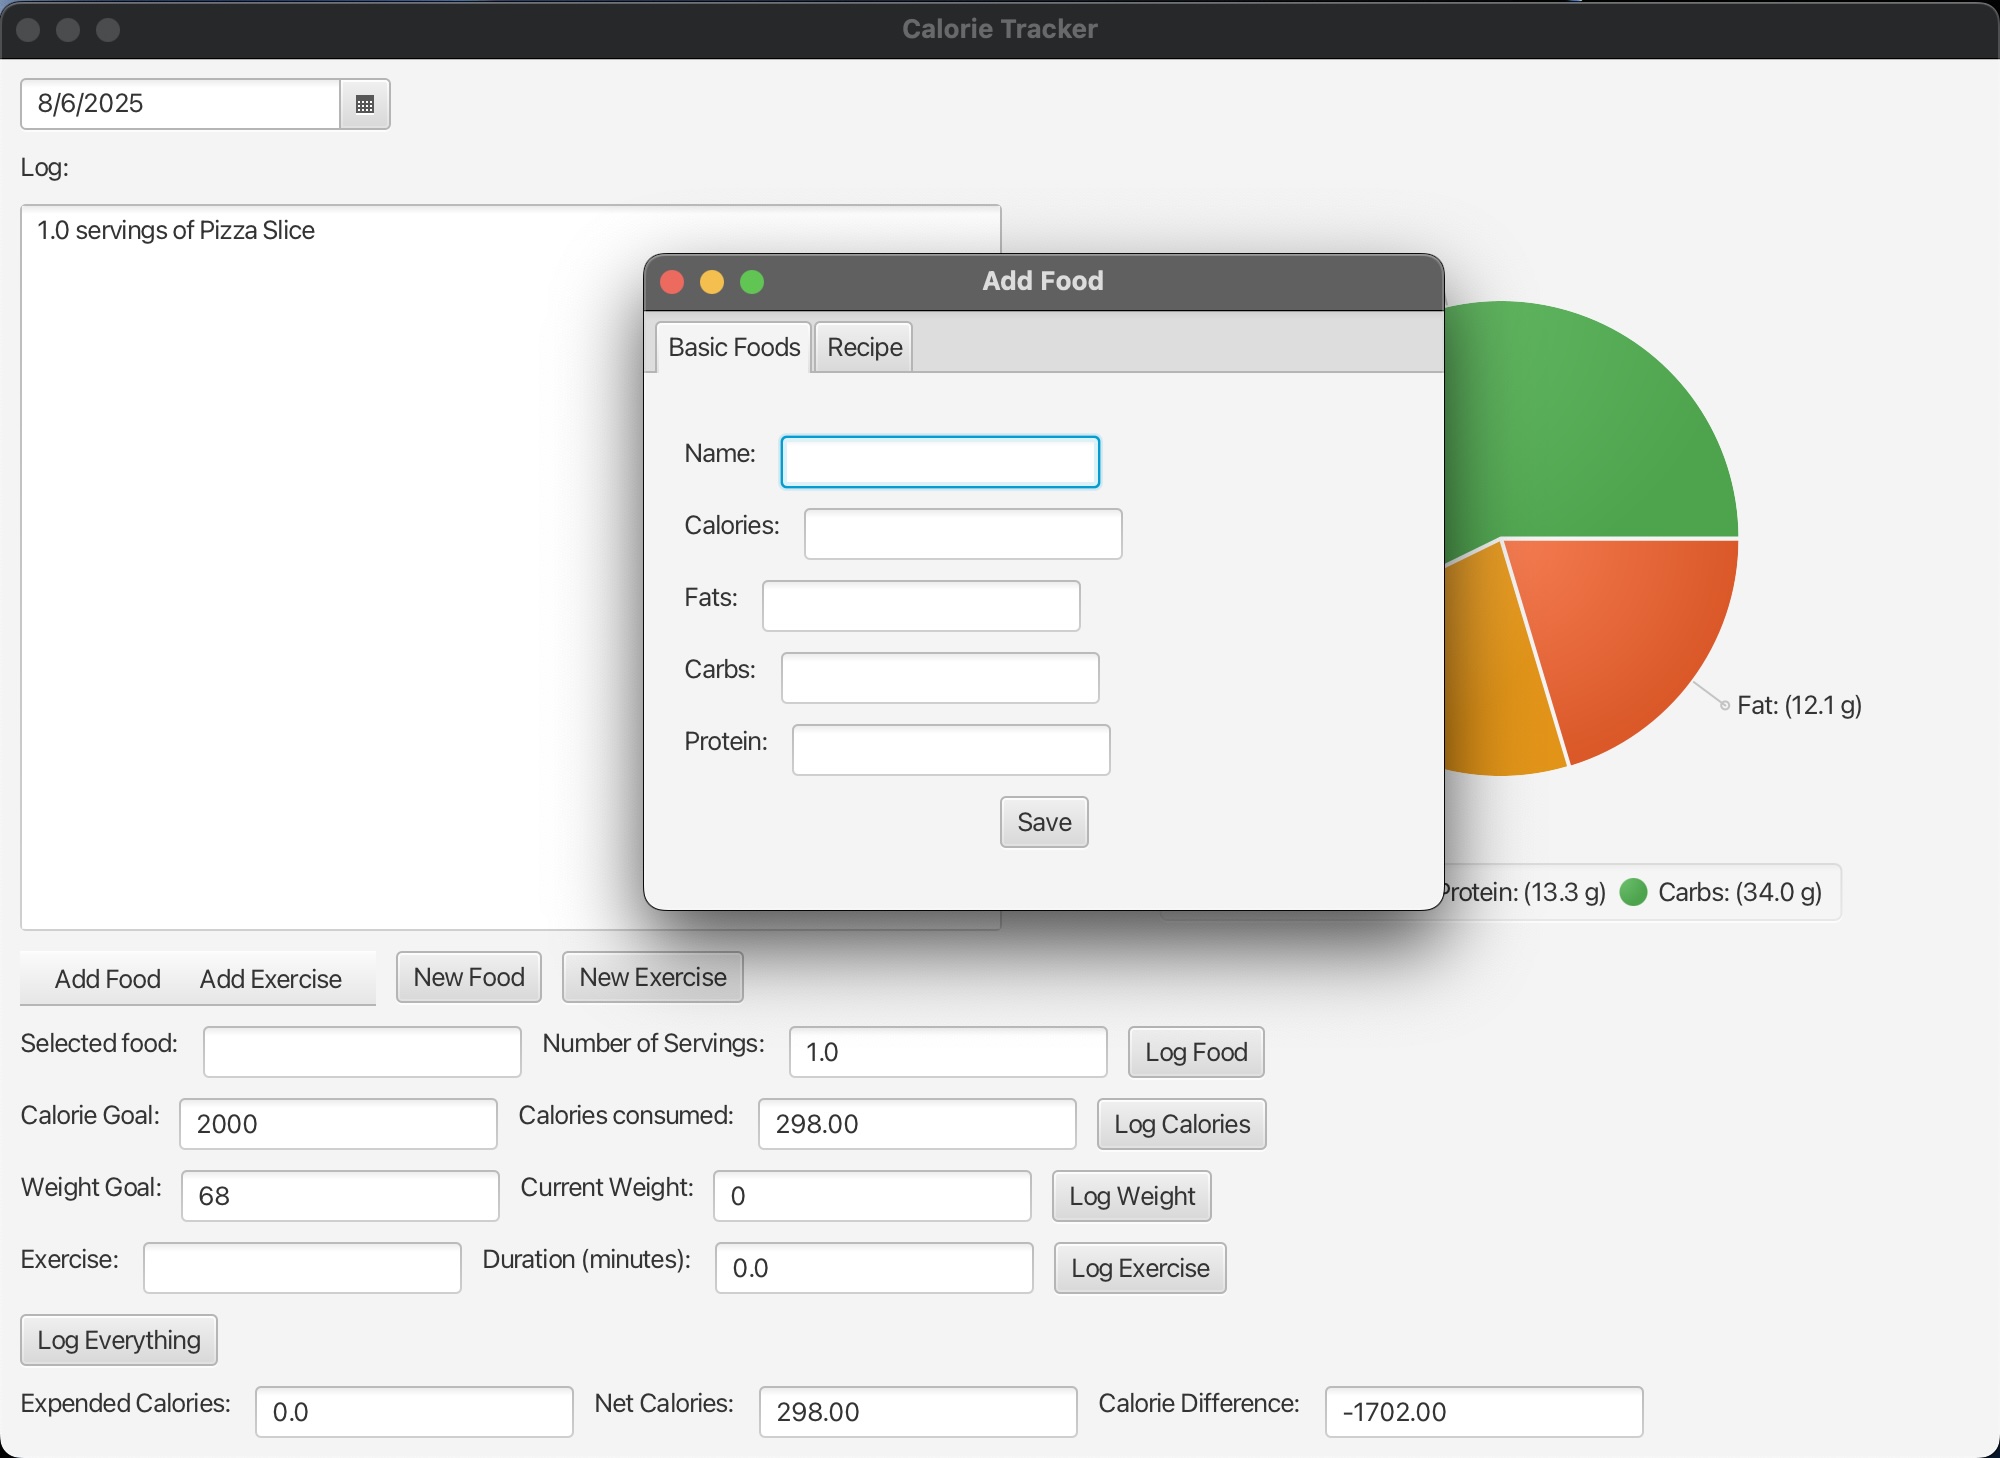 Calorie Tracker
8/6/2025
Log:
1.0 servings of Pizza Slice
Add Food
Basic Foods Recipe
Name:
Calories:
Fats:
Carbs:
Protein:
Save
Fat: (12.1 g)
Protein: (13.3 g) Carbs: (34.0 g)
Add Food Add Exercise New Food New Exercise
Selected food: Number of Servings: 1.0 Log Food
Calorie Goal: 2000 Calories consumed: 298.00 Log Calories
Weight Goal: 68 Current Weight: 0 Log Weight
Exercise: Duration (minutes): 0.0 Log Exercise
Log Everything
Expended Calories: 0.0 Net Calories: 298.00 Calorie Difference: -1702.00